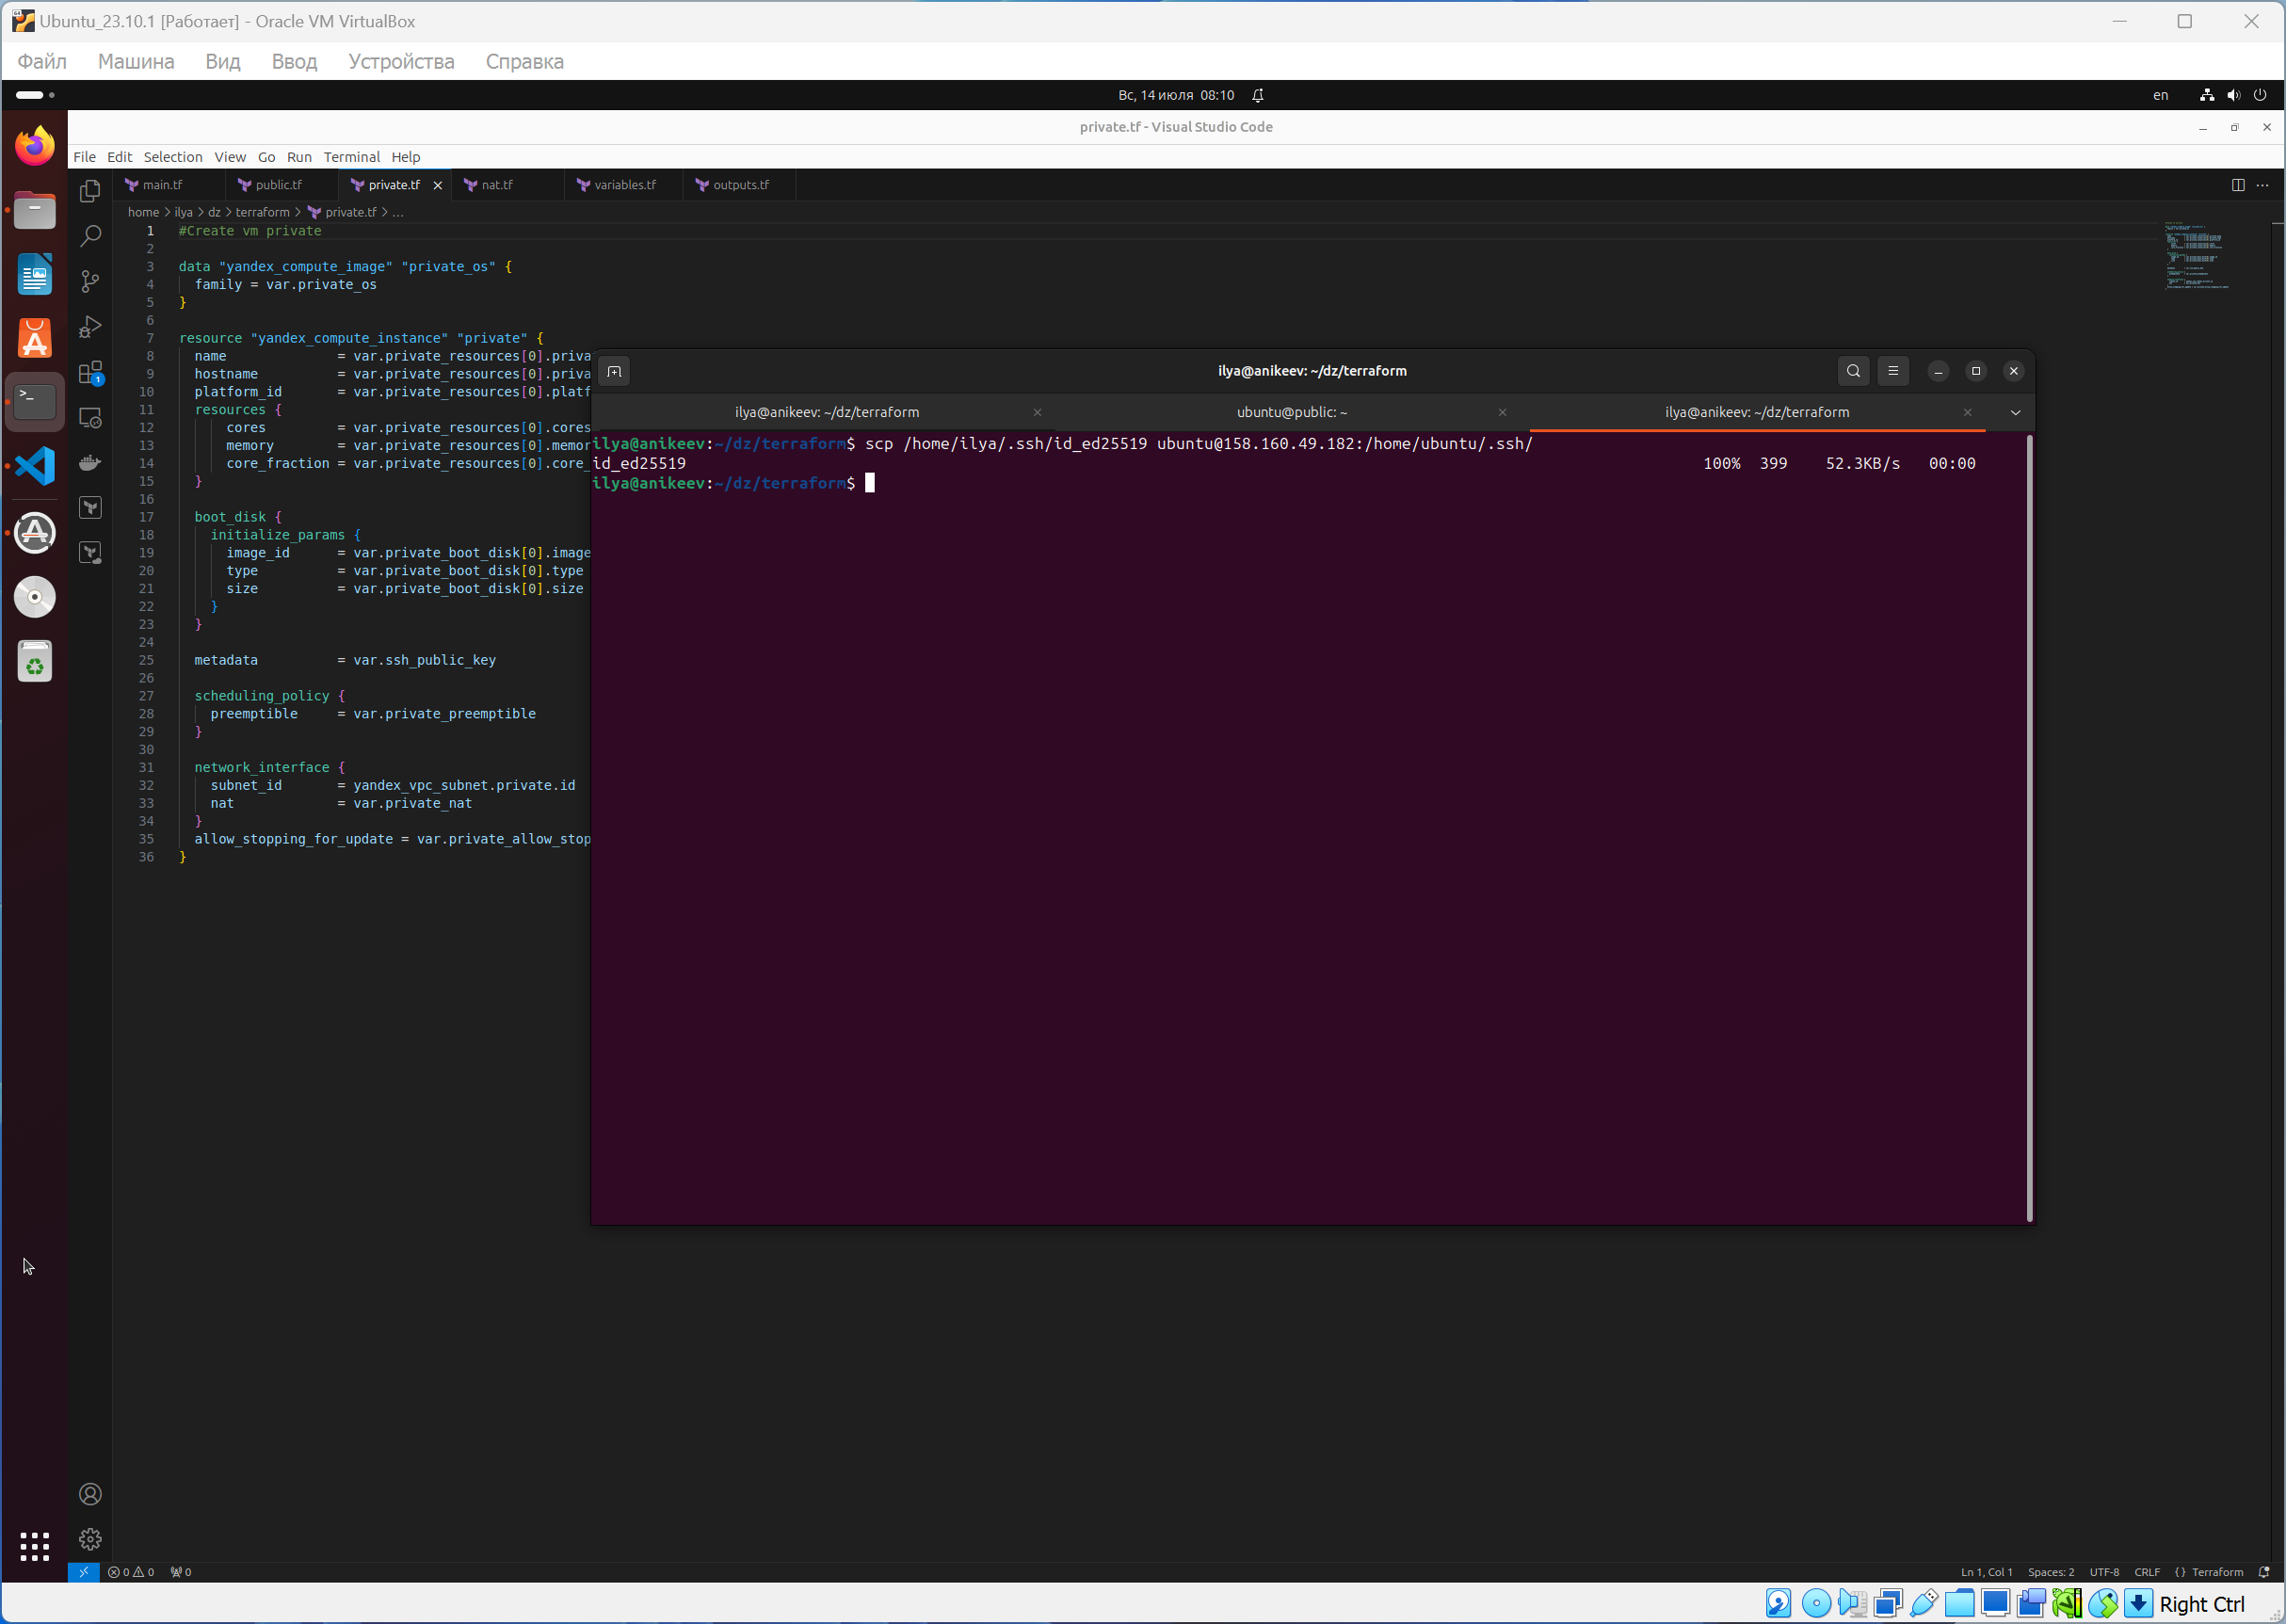 Ubuntu_23.10.1 [Работает] - Oracle VM VirtualBox
Файл Машина Вид Ввод Устройства Справка
Вс, 14 июля 08:10
en
private.tf - Visual Studio Code
File Edit Selection View Go Run Terminal Help
main.tf public.tf private.tf nat.tf variables.tf outputs.tf
home > ilya > dz > terraform > private.tf > ...
1 #Create vm private
2
3 data "yandex_compute_image" "private_os" {
4 family = var.private_os
5 }
6
7 resource "yandex_compute_instance" "private" {
8 name = var.private_resources[0].priva
9 hostname = var.private_resources[0].priva
10 platform_id = var.private_resources[0].platf
11 resources {
12 cores = var.private_resources[0].cores
13 memory = var.private_resources[0].memor
14 core_fraction = var.private_resources[0].core_
15 }
16
17 boot_disk {
18 initialize_params {
19 image_id = var.private_boot_disk[0].image
20 type = var.private_boot_disk[0].type
21 size = var.private_boot_disk[0].size
22 }
23 }
24
25 metadata = var.ssh_public_key
26
27 scheduling_policy {
28 preemptible = var.private_preemptible
29 }
30
31 network_interface {
32 subnet_id = yandex_vpc_subnet.private.id
33 nat = var.private_nat
34 }
35 allow_stopping_for_update = var.private_allow_stop
36 }
ilya@anikeev: ~/dz/terraform
ilya@anikeev: ~/dz/terraform ubuntu@public: ~ ilya@anikeev: ~/dz/terraform
ilya@anikeev:~/dz/terraform$ scp /home/ilya/.ssh/id_ed25519 ubuntu@158.160.49.182:/home/ubuntu/.ssh/
id_ed25519 100% 399 52.3KB/s 00:00
ilya@anikeev:~/dz/terraform$
0 0 0 Ln 1, Col 1 Spaces: 2 UTF-8 CRLF {} Terraform
Right Ctrl